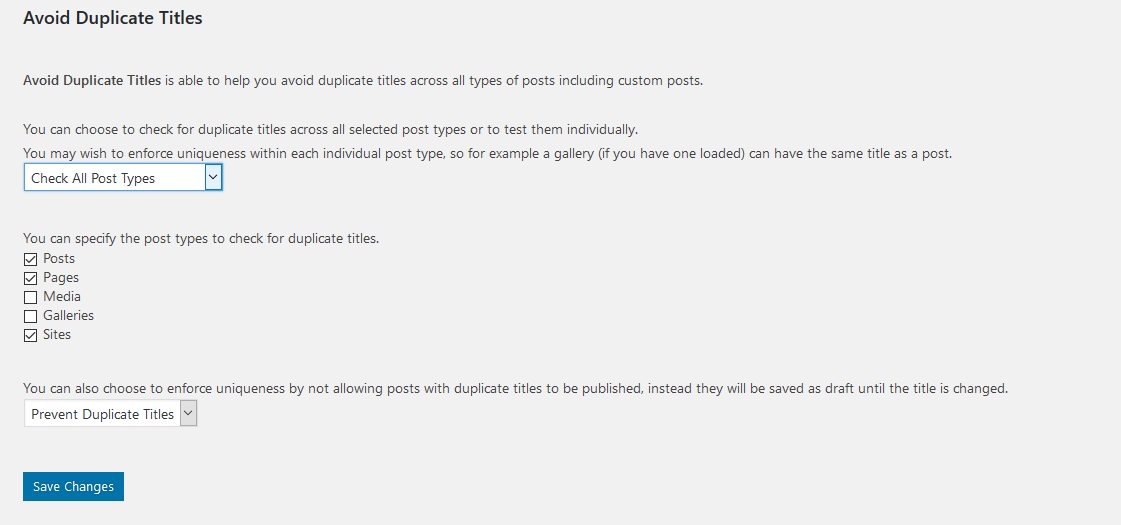 Avoid Duplicate Titles
Avoid Duplicate Titles is able to help you avoid duplicate titles across all types of posts including custom posts.
You can choose to check for duplicate titles across all selected post types or to test them individually.
You may wish to enforce uniqueness within each individual post type, so for example a gallery (if you have one loaded) can have the same title as a post.
Check All Post Types
You can specify the post types to check for duplicate titles.
Posts
Pages
Media
Galleries
Sites
You can also choose to enforce uniqueness by not allowing posts with duplicate titles to be published, instead they will be saved as draft until the title is changed.
Prevent Duplicate Titles
Save Changes